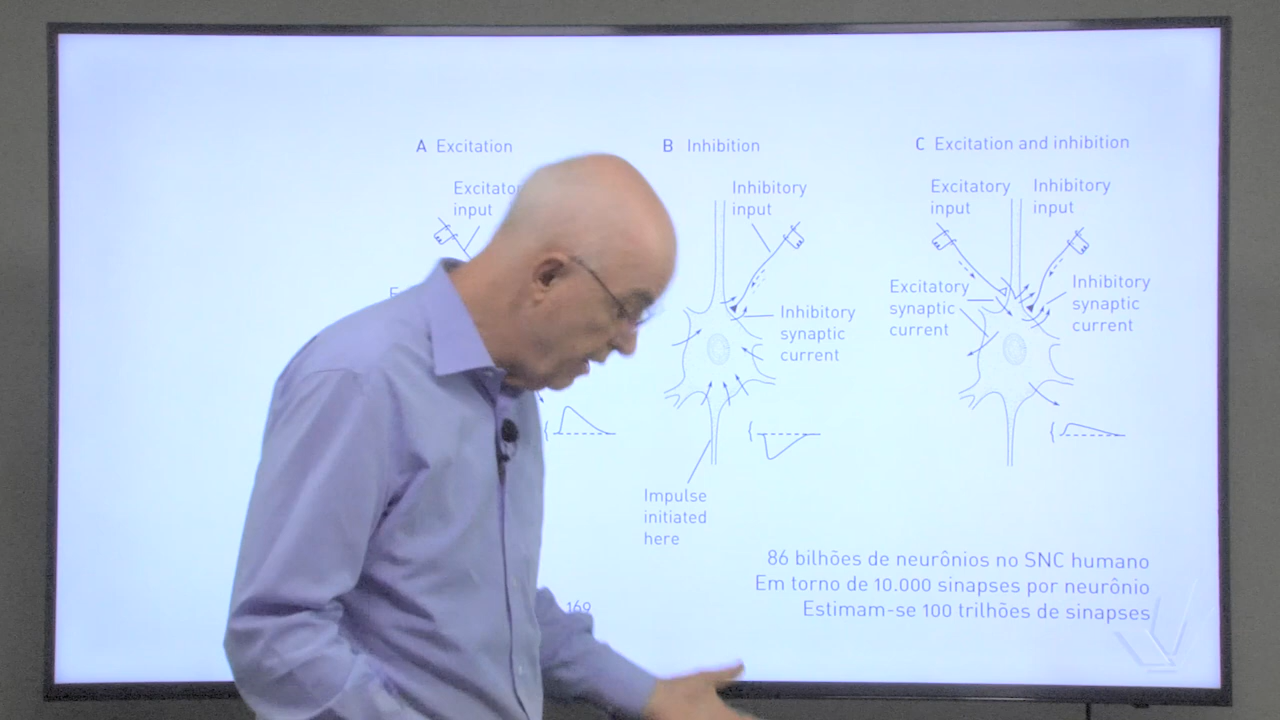 A Excitation
input
B Inhibition
Inhibitory
input
Inhibitory
synaptic
current
Impulse
initiated
here
C Excitation and inhibition
Excitatory
input
Inhibitory
input
Excitatory
synaptic
current
Inhibitory
synaptic
current
86 bilhões de neurônios no SNC humano
Em torno de 10.000 sinapses por neurônio
Estimam-se 100 trilhões de sinapses
169